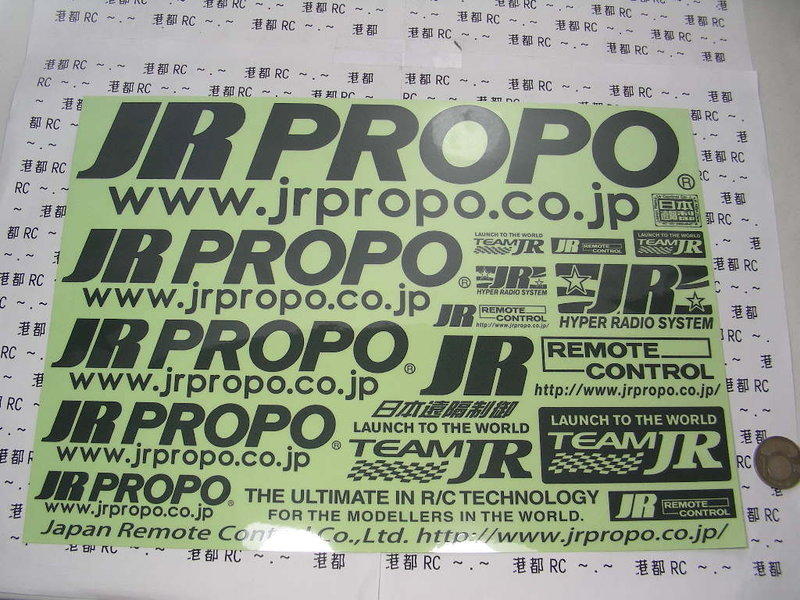 JR PROPO®
www.jrpropo.co.jp
日本
遠隔
JR PROPO®
www.jrpropo.co.jp
LAUNCH TO THE WORLD
TEAM JR
JR REMOTE CONTROL
LAUNCH TO THE WORLD
TEAM JR
JR
HYPER RADIO SYSTEM
JR
HYPER RADIO SYSTEM
JR REMOTE CONTROL
http://www.jrpropo.co.jp/
JR PROPO®
www.jrpropo.co.jp
JR REMOTE CONTROL
http://www.jrpropo.co.jp/
JR PROPO®
www.jrpropo.co.jp
日本遠隔制御
LAUNCH TO THE WORLD
TEAM JR
LAUNCH TO THE WORLD
TEAM JR
JR PROPO®
www.jrpropo.co.jp
THE ULTIMATE IN R/C TECHNOLOGY
FOR THE MODELLERS IN THE WORLD.
JR REMOTE CONTROL
Japan Remote Control Co.,Ltd. http://www.jrpropo.co.jp/
港都 RC ～．～ 港都 RC ～．～ 港都 RC ～．～ 港都 RC ～．～